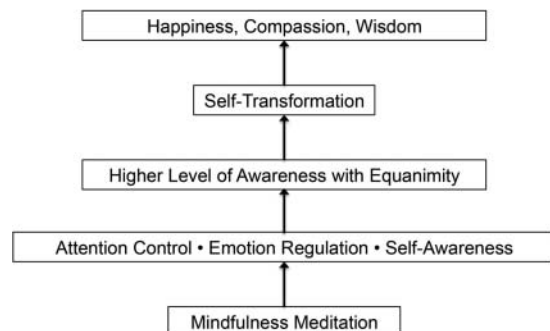 Happiness, Compassion, Wisdom
Self-Transformation
Higher Level of Awareness with Equanimity
Attention Control • Emotion Regulation • Self-Awareness
Mindfulness Meditation